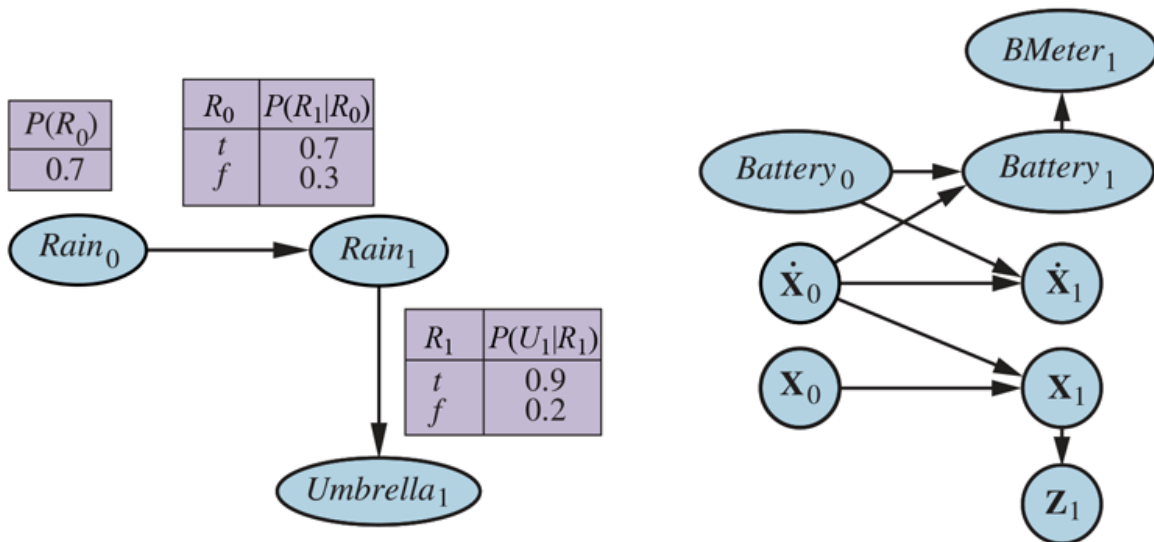 P(R₀)
0.7
R₀ P(R₁|R₀)
t 0.7
f 0.3
Rain₀
Rain₁
R₁ P(U₁|R₁)
t 0.9
f 0.2
Umbrella₁
BMeter₁
Battery₀
Battery₁
Ẋ₀
Ẋ₁
X₀
X₁
Z₁